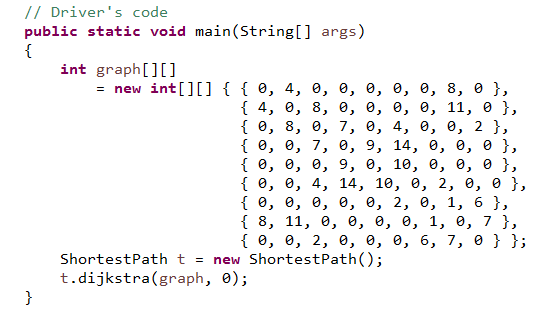 // Driver's code
public static void main(String[] args)
{
int graph[][]
= new int[][] { { 0, 4, 0, 0, 0, 0, 0, 8, 0 },
{ 4, 0, 8, 0, 0, 0, 0, 11, 0 },
{ 0, 8, 0, 7, 0, 4, 0, 0, 2 },
{ 0, 0, 7, 0, 9, 14, 0, 0, 0 },
{ 0, 0, 0, 9, 0, 10, 0, 0, 0 },
{ 0, 0, 4, 14, 10, 0, 2, 0, 0 },
{ 0, 0, 0, 0, 0, 2, 0, 1, 6 },
{ 8, 11, 0, 0, 0, 0, 1, 0, 7 },
{ 0, 0, 2, 0, 0, 0, 6, 7, 0 } };
ShortestPath t = new ShortestPath();
t.dijkstra(graph, 0);
}